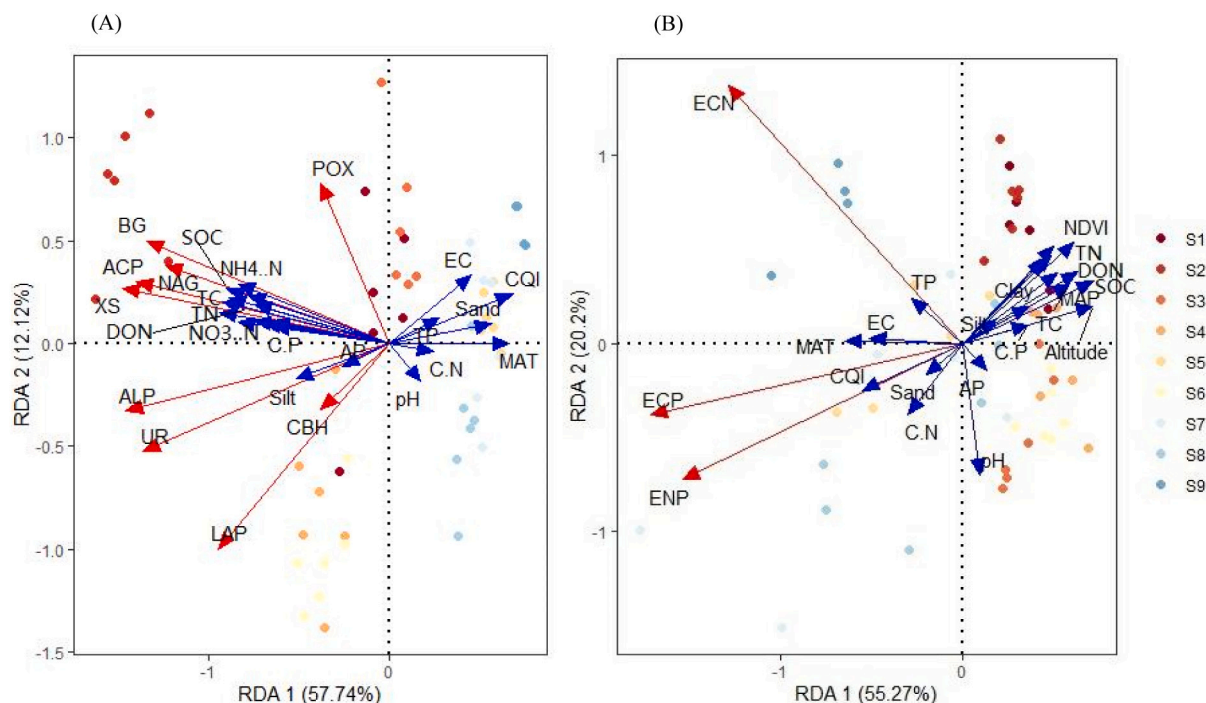 (A)
(B)
RDA 2 (12.12%)
1.0
0.5
0.0
-0.5
-1.0
-1.5
POX
BG
SOC
ACP
NAG
NH4..N
XS
TC
TN
DON
NO3..N
C.P
AP
EC
CQI
Sand
TP
C.N
MAT
pH
Silt
CBH
ALP
UR
LAP
-1
0
RDA 1 (57.74%)
RDA 2 (20.2%)
1
0
-1
ECN
NDVI
TN
DON
SOC
Clay
MAP
TP
EC
Silt
TC
MAT
C.P
Altitude
CQI
AP
Sand
ECP
C.N
pH
ENP
-1
0
RDA 1 (55.27%)
S1
S2
S3
S4
S5
S6
S7
S8
S9